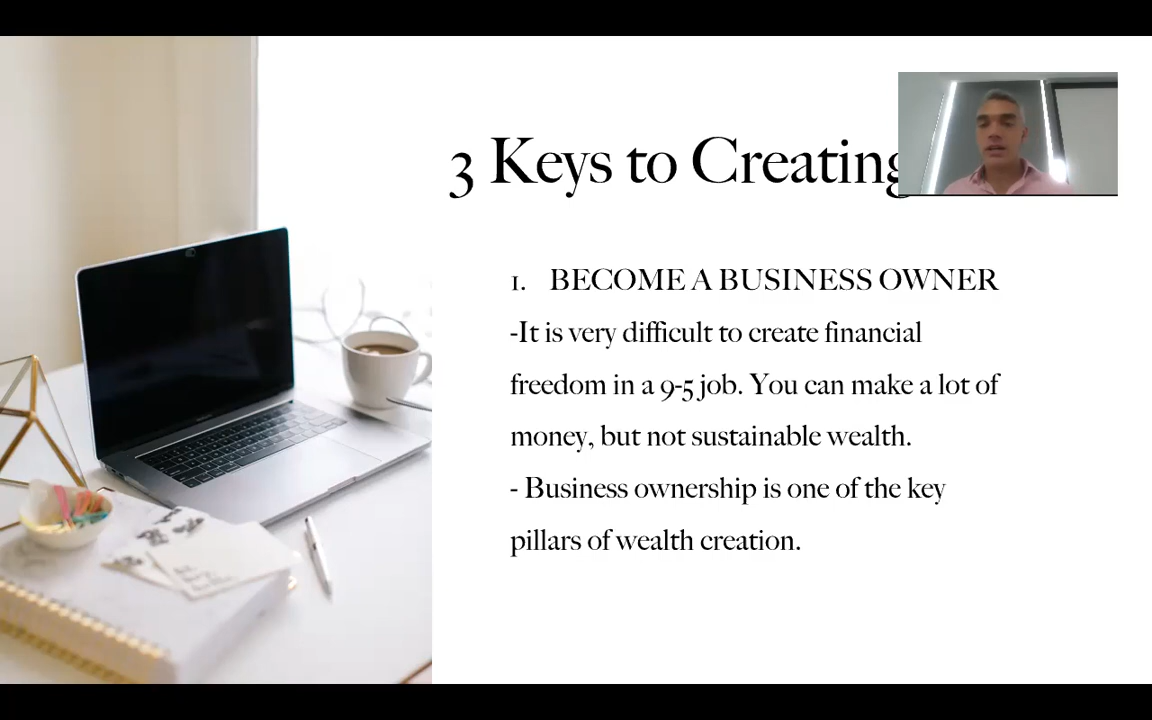 3 Keys to Creating
1. BECOME A BUSINESS OWNER
-It is very difficult to create financial
freedom in a 9-5 job. You can make a lot of
money, but not sustainable wealth.
- Business ownership is one of the key
pillars of wealth creation.